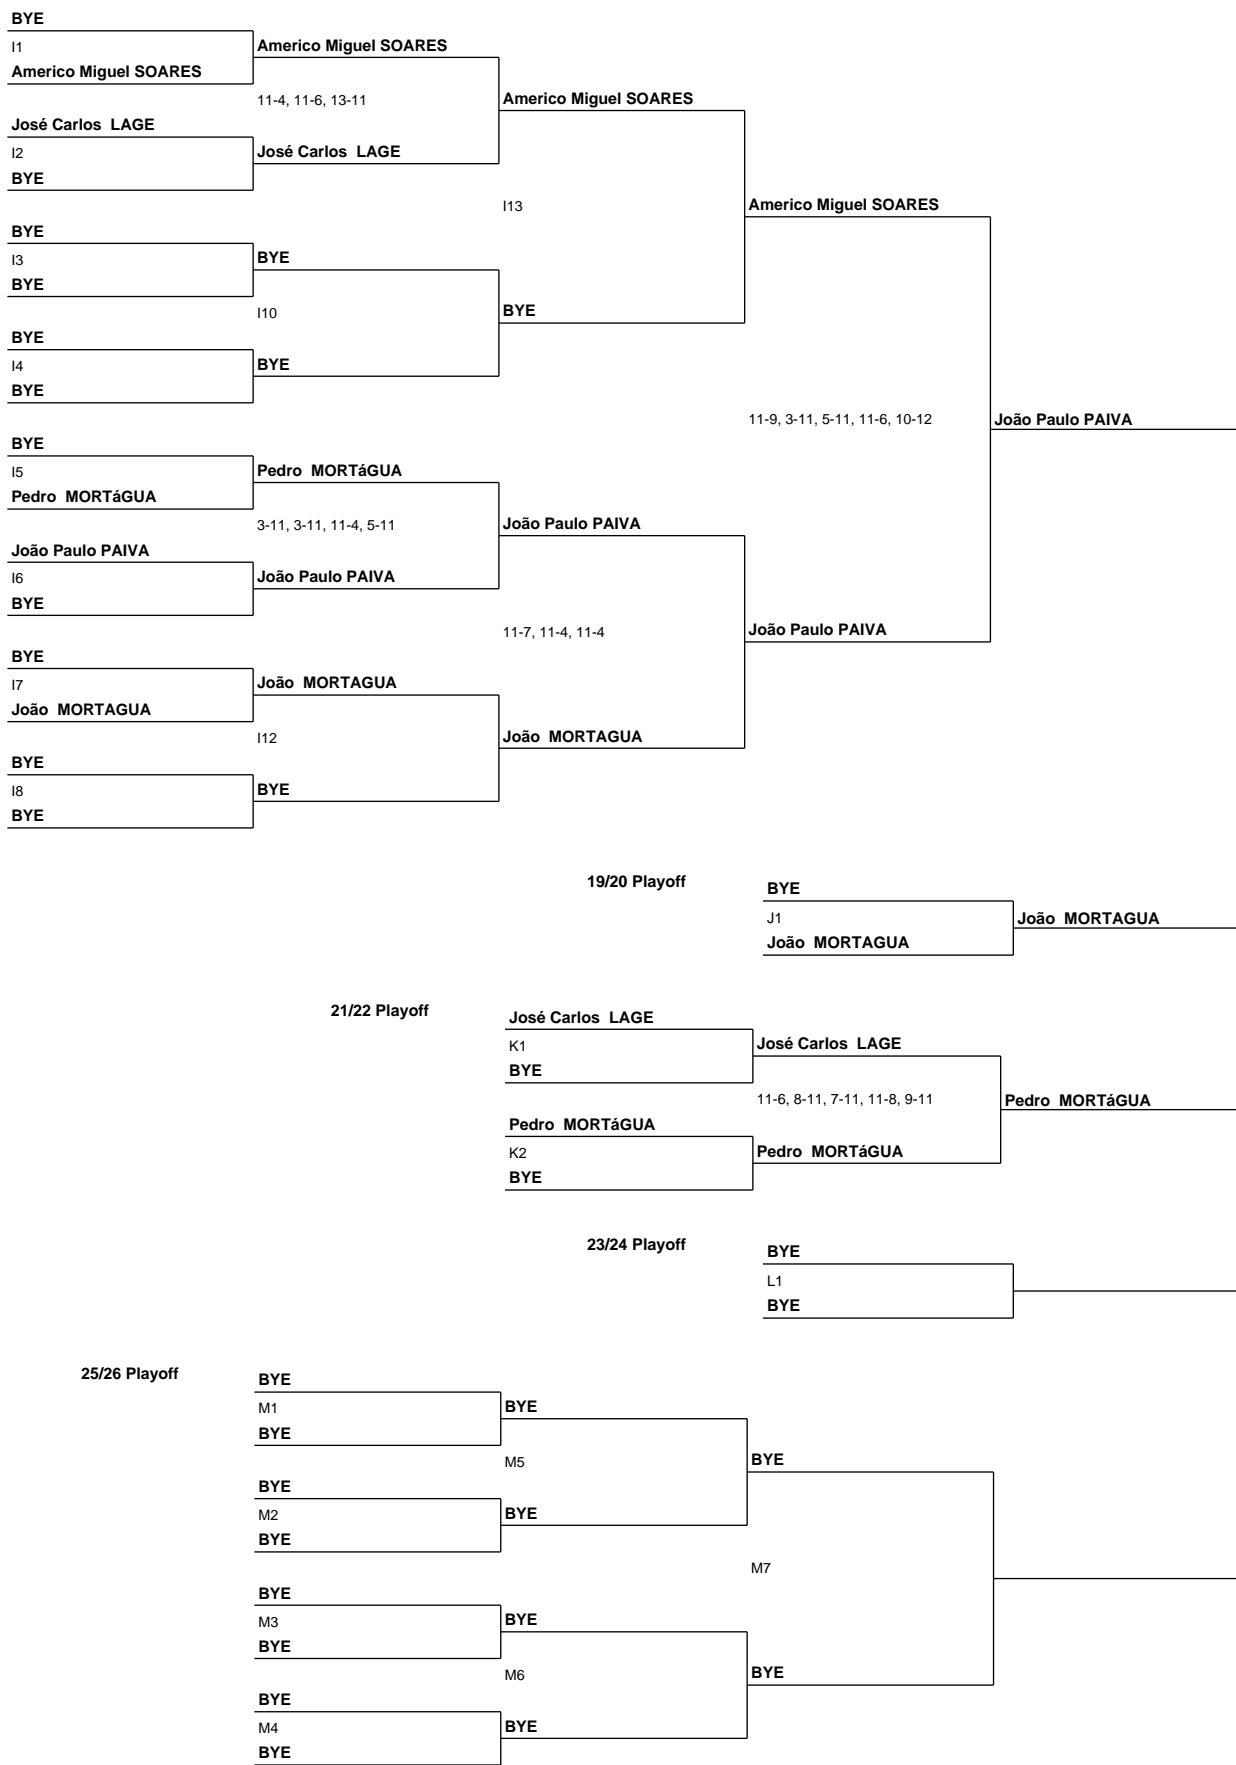 BYE
I1
Americo Miguel SOARES
Americo Miguel SOARES
11-4, 11-6, 13-11
Americo Miguel SOARES
José Carlos LAGE
I2
José Carlos LAGE
BYE
I13
Americo Miguel SOARES
BYE
I3
BYE
BYE
I10
BYE
BYE
I4
BYE
BYE
11-9, 3-11, 5-11, 11-6, 10-12
João Paulo PAIVA
BYE
I5
Pedro MORTáGUA
Pedro MORTáGUA
3-11, 3-11, 11-4, 5-11
João Paulo PAIVA
João Paulo PAIVA
I6
João Paulo PAIVA
BYE
11-7, 11-4, 11-4
João Paulo PAIVA
BYE
I7
João MORTAGUA
João MORTAGUA
I12
João MORTAGUA
BYE
I8
BYE
BYE
19/20 Playoff
BYE
J1
João MORTAGUA
João MORTAGUA
21/22 Playoff
José Carlos LAGE
K1
José Carlos LAGE
BYE
11-6, 8-11, 7-11, 11-8, 9-11
Pedro MORTáGUA
Pedro MORTáGUA
K2
Pedro MORTáGUA
BYE
23/24 Playoff
BYE
L1
BYE
25/26 Playoff
BYE
M1
BYE
BYE
M5
BYE
BYE
M2
BYE
BYE
M7
BYE
M3
BYE
BYE
M6
BYE
BYE
M4
BYE
BYE